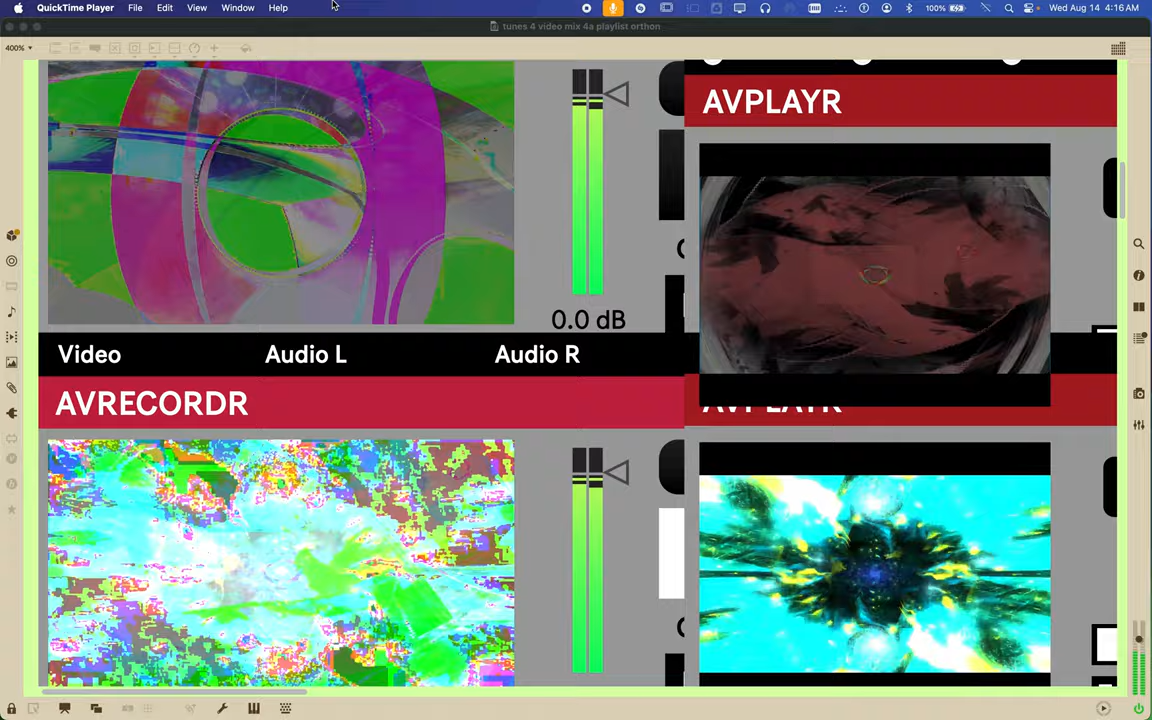 QuickTime Player File Edit View Window Help 100% Wed Aug 14 4:16 AM
tunes 4 video mix 4a playlist orthon
400%
AVPLAYR
0.0 dB
Video Audio L Audio R
AVRECORDR
AVPLAYR